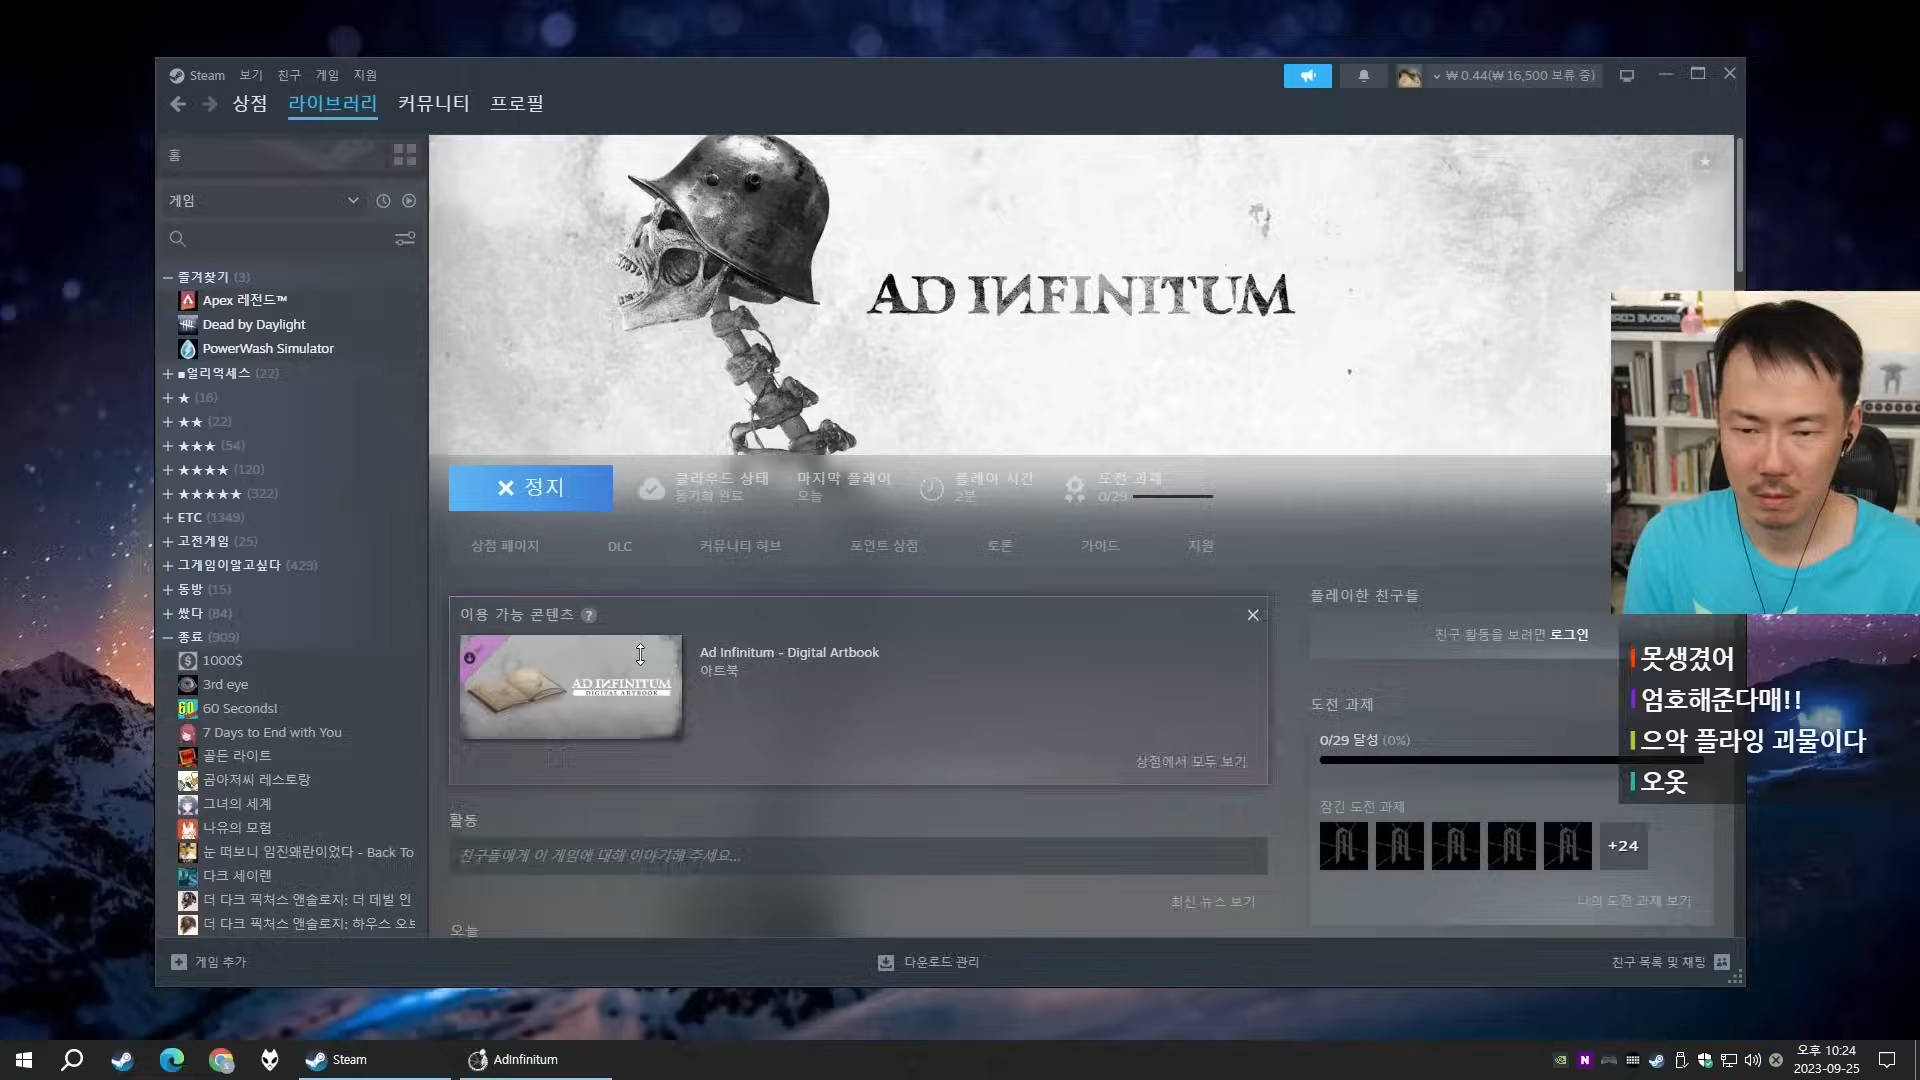 Steam 보기 친구 게임 지원
₩ 0.44(₩ 16,500 보류 중)
상점 라이브러리 커뮤니티 프로필
홈
게임
즐겨찾기 (3)
Apex 레전드™
Dead by Daylight
PowerWash Simulator
■얼리억세스 (22)
★ (16)
★★ (22)
★★★ (54)
★★★★ (120)
★★★★★ (322)
ETC (1349)
고전게임 (25)
그게임이알고싶다 (429)
동방 (15)
쌌다 (84)
종료 (909)
1000$
3rd eye
60 Seconds!
7 Days to End with You
골든 라이트
곰아저씨 레스토랑
그녀의 세계
나유의 모험
눈 떠보니 임진왜란이었다 - Back To
다크 세이렌
더 다크 픽처스 앤솔로지: 더 데빌 인
더 다크 픽처스 앤솔로지: 하우스 오브
게임 추가
AD INFINITUM
정지
클라우드 상태
동기화 완료
마지막 플레이
오늘
플레이 시간
2분
도전 과제
0/29
상점 페이지 DLC 커뮤니티 허브 포인트 상점 토론 가이드 지원
이용 가능 콘텐츠 ?
AD INFINITUM
DIGITAL ARTBOOK
Ad Infinitum - Digital Artbook
아트북
상점에서 모두 보기
활동
친구들에게 이 게임에 대해 이야기해 주세요...
최신 뉴스 보기
오늘
플레이한 친구들
친구 활동을 보려면 로그인
도전 과제
0/29 달성 (0%)
잠긴 도전 과제
+24
나의 도전 과제 보기
다운로드 관리
친구 목록 및 채팅
못생겼어
엄호해준다매!!
으악 플라잉 괴물이다
오옷
Steam
AdInfinitum
오후 10:24
2023-09-25